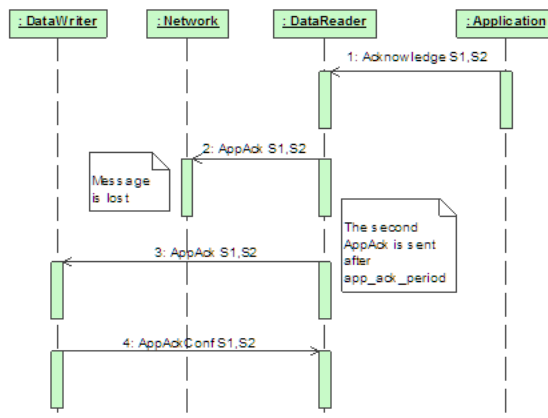 : DataWriter
: Network
: DataReader
: Application
1: Acknowledge S1,S2
2: AppAck S1,S2
Message
is lost
The second
AppAck is sent
after
app_ack_period
3: AppAck S1,S2
4: AppAckConf S1,S2